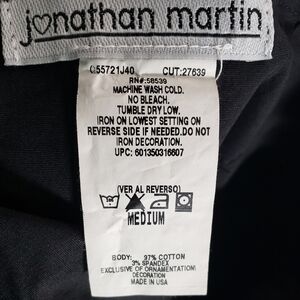 jonathan martin
C55721J40 CUT:27639
RN#:58539
MACHINE WASH COLD.
NO BLEACH.
TUMBLE DRY LOW.
IRON ON LOWEST SETTING ON
REVERSE SIDE IF NEEDED.DO NOT
IRON DECORATION.
UPC: 601350316607
(VER AL REVERSO)
MEDIUM
BODY: 97% COTTON
3% SPANDEX
EXCLUSIVE OF ORNAMENTATION/
DECORATION
MADE IN USA